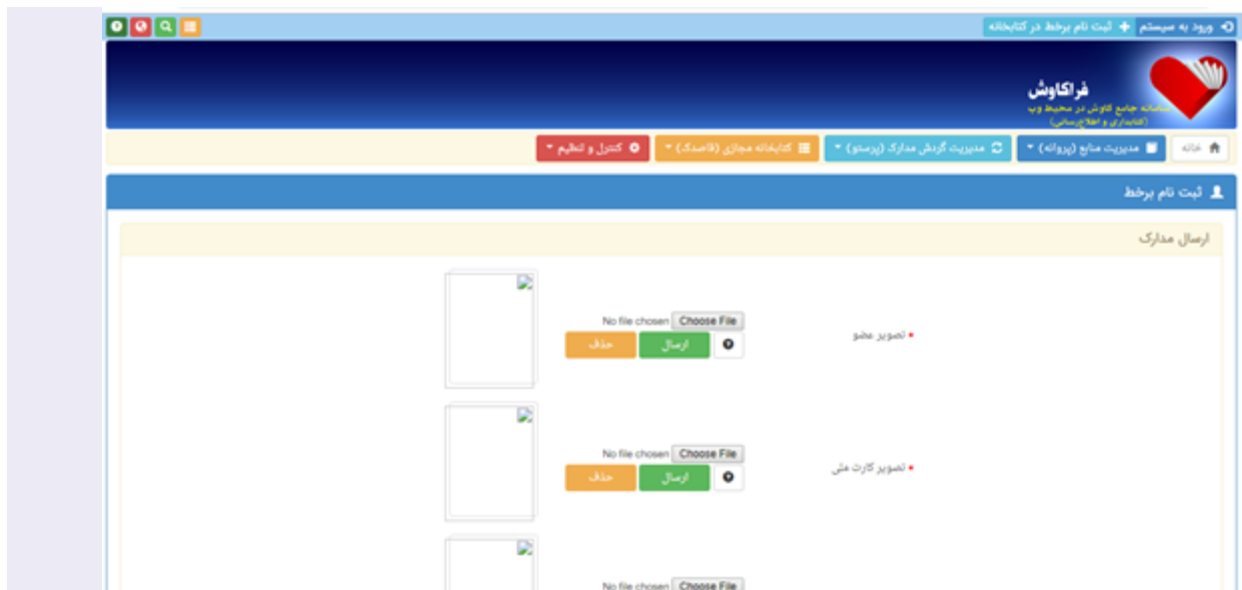 ورود به سیستم ثبت نام برخط در کتابخانه
فراکاوش
سامانه جامع کاوش در محیط وب
(کتابداری و اطلاع‌رسانی)
خانه مدیریت منابع (پروانه) مدیریت گردش مدارک (پرستو) کتابخانه مجازی (قاصدک) کنترل و تنظیم
ثبت نام برخط
ارسال مدارک
تصویر عضو
Choose File No file chosen
ارسال حذف
تصویر کارت ملی
Choose File No file chosen
ارسال حذف
Choose File No file chosen